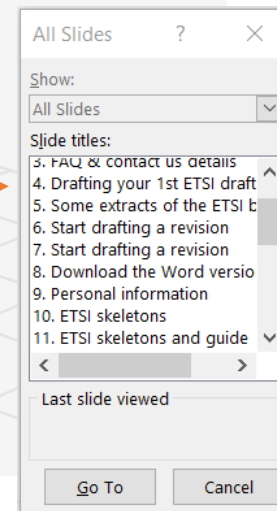 All Slides ?
Show:
All Slides
Slide titles:
3. FAQ & contact us details
4. Drafting your 1st ETSI draft
5. Some extracts of the ETSI b
6. Start drafting a revision
7. Start drafting a revision
8. Download the Word versio
9. Personal information
10. ETSI skeletons
11. ETSI skeletons and guide
Last slide viewed
Go To Cancel